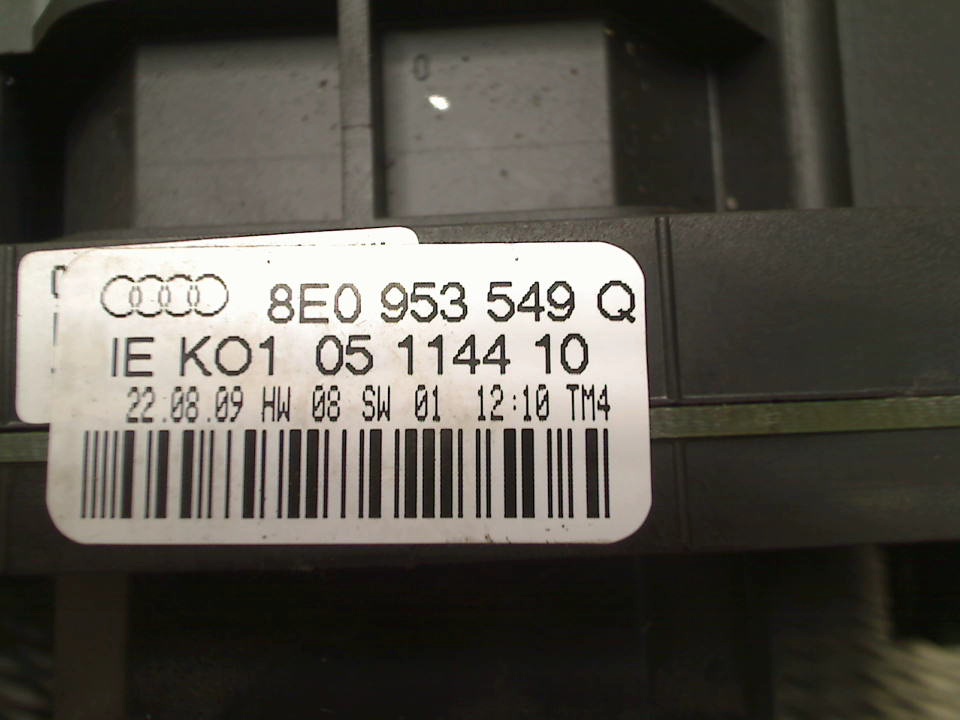 8E0 953 549 Q
IE KO1 05 1144 10
22.08.09 HW 08 SW 01 12:10 TM4